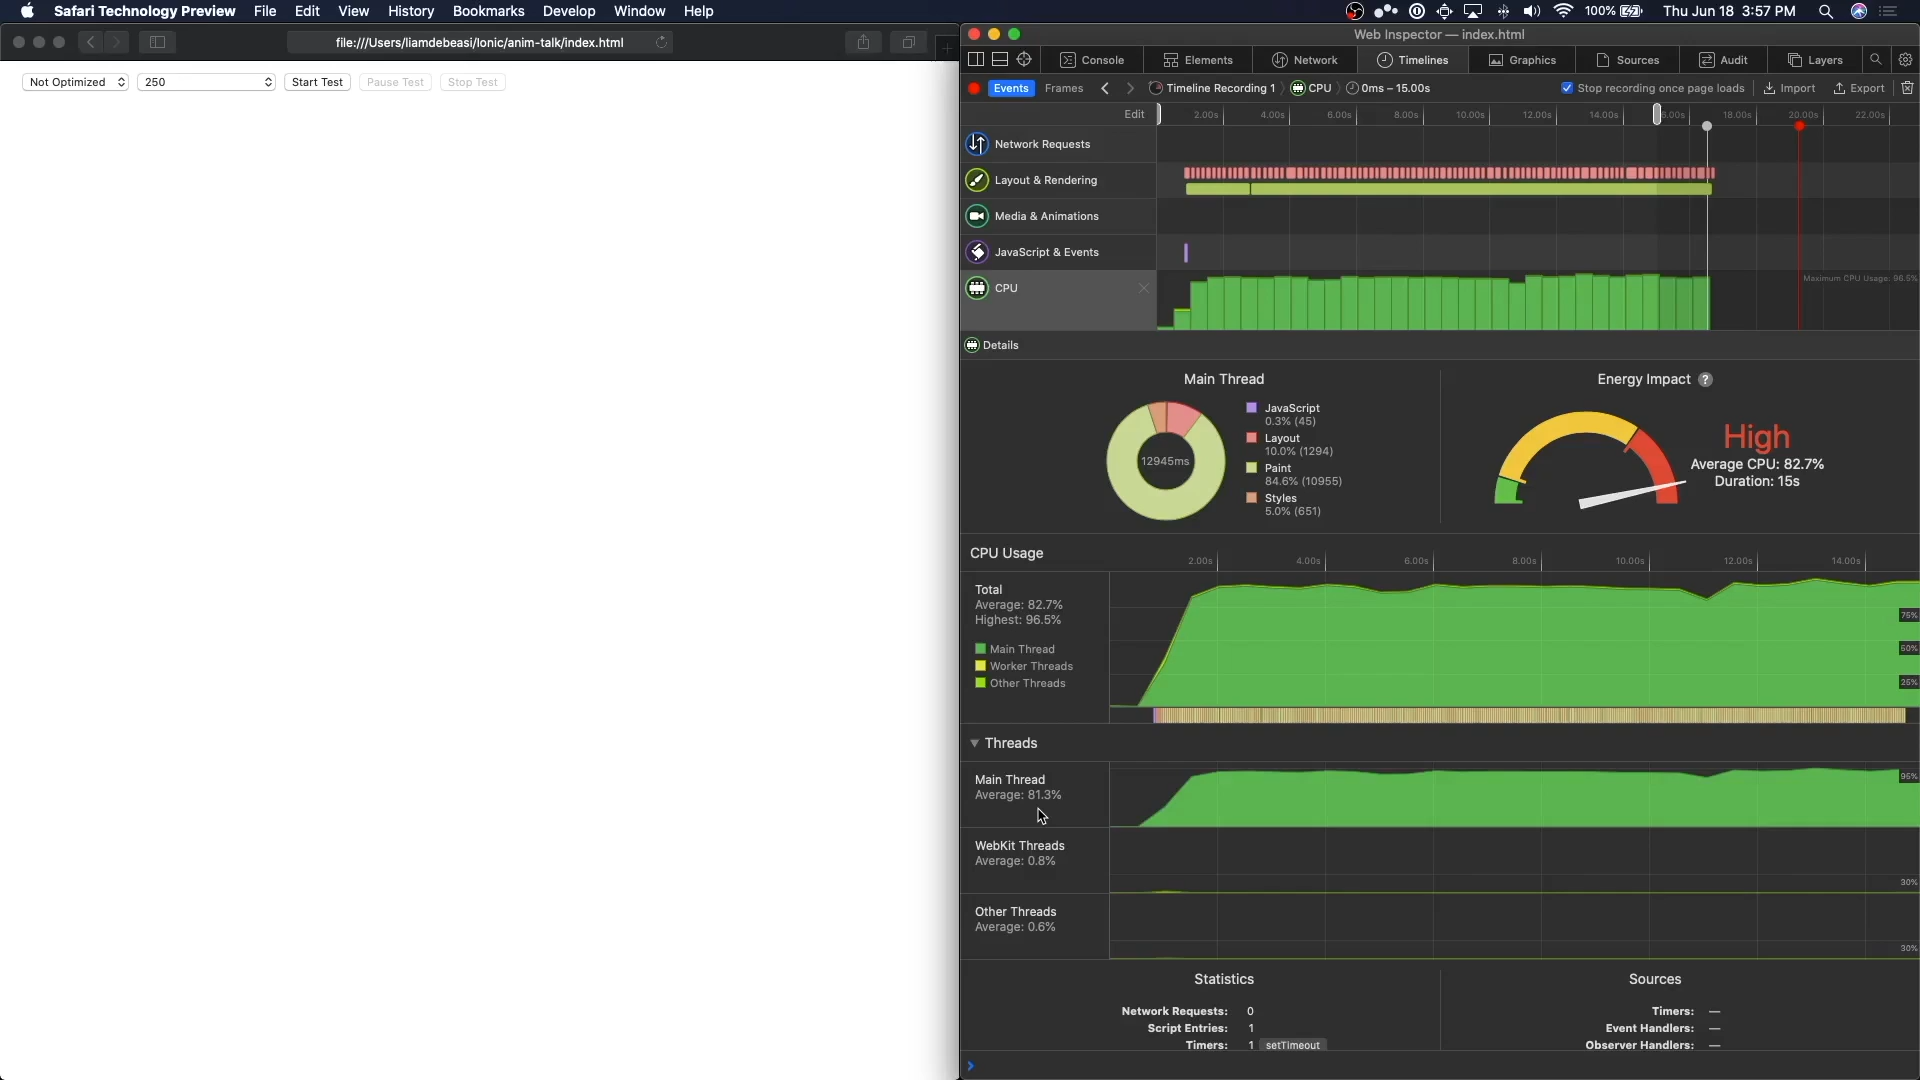 Safari Technology Preview File Edit View History Bookmarks Develop Window Help 100% Thu Jun 18 3:57 PM
file:///Users/liamdebeasi/Ionic/anim-talk/index.html
Not Optimized 250 Start Test Pause Test Stop Test
Web Inspector — index.html
Console Elements Network Timelines Graphics Sources Audit Layers
Events Frames Timeline Recording 1 CPU 0ms – 15.00s Stop recording once page loads Import Export
Edit 2.00s 4.00s 6.00s 8.00s 10.00s 12.00s 14.00s 18.00s 20.00s 22.00s
Network Requests
Layout & Rendering
Media & Animations
JavaScript & Events
CPU
Maximum CPU Usage: 96.5%
Details
Main Thread
12945ms
JavaScript
0.3% (45)
Layout
10.0% (1294)
Paint
84.6% (10955)
Styles
5.0% (651)
Energy Impact ?
High
Average CPU: 82.7%
Duration: 15s
CPU Usage
2.00s 4.00s 6.00s 8.00s 10.00s 12.00s 14.00s
Total
Average: 82.7%
Highest: 96.5%
Main Thread
Worker Threads
Other Threads
75%
50%
25%
Threads
Main Thread
Average: 81.3%
95%
WebKit Threads
Average: 0.8%
30%
Other Threads
Average: 0.6%
30%
Statistics
Network Requests: 0
Script Entries: 1
Timers: 1 setTimeout
Sources
Timers: —
Event Handlers: —
Observer Handlers: —